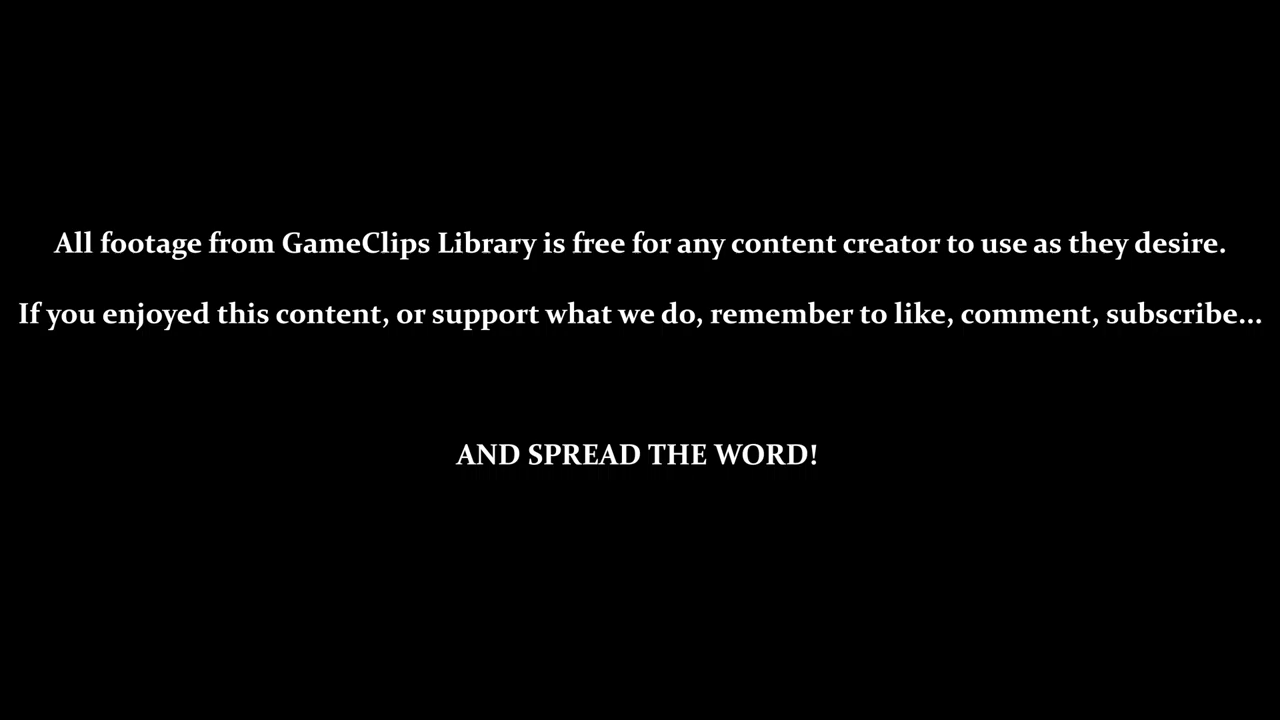 All footage from GameClips Library is free for any content creator to use as they desire.
If you enjoyed this content, or support what we do, remember to like, comment, subscribe...
AND SPREAD THE WORD!